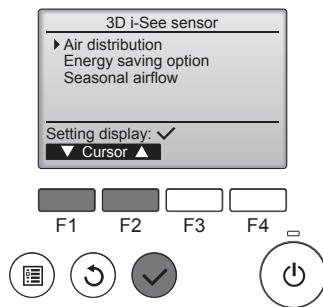 3D i-See sensor
Air distribution
Energy saving option
Seasonal airflow
Setting display:
Cursor
F1 F2 F3 F4